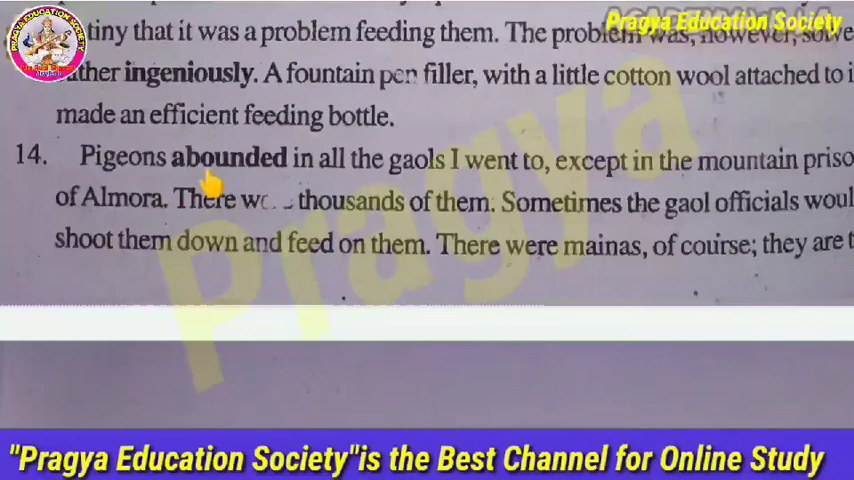 Pragya Education Society
tiny that it was a problem feeding them. The problem was, however, solve
ather ingeniously. A fountain pen filler, with a little cotton wool attached to i
made an efficient feeding bottle.
14. Pigeons abounded in all the gaols I went to, except in the mountain priso
of Almora. There thousands of them. Sometimes the gaol officials woul
shoot them down and feed on them. There were mainas, of course; they are t
Pragya
"Pragya Education Society"is the Best Channel for Online Study